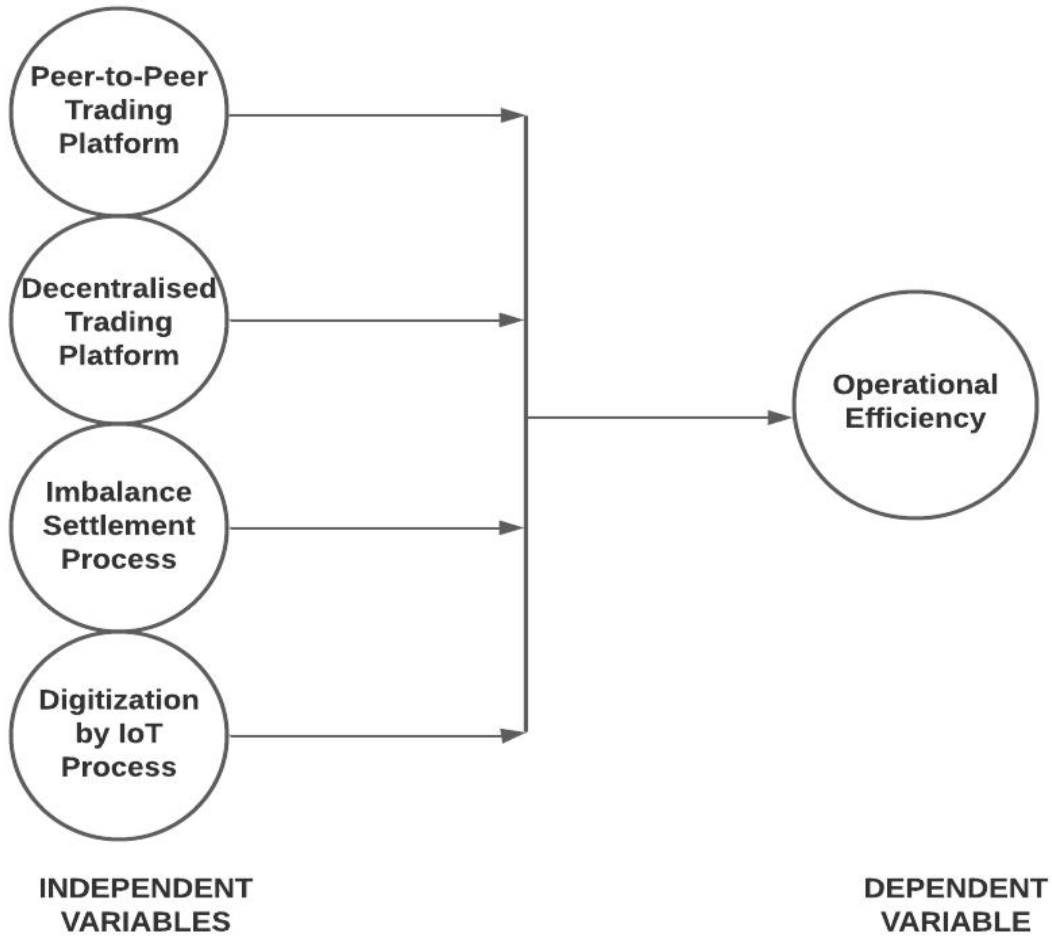 Peer-to-Peer
Trading
Platform
Decentralised
Trading
Platform
Imbalance
Settlement
Process
Digitization
by IoT
Process
Operational
Efficiency
INDEPENDENT
VARIABLES
DEPENDENT
VARIABLE